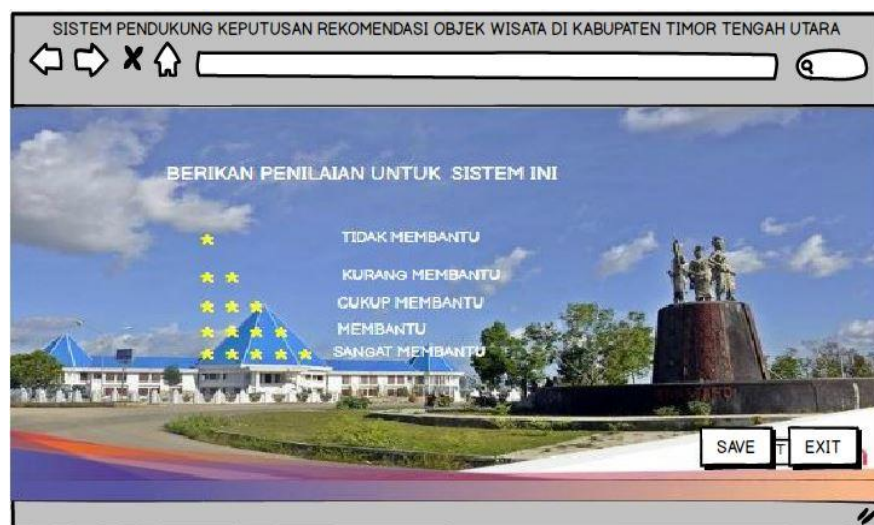 SISTEM PENDUKUNG KEPUTUSAN REKOMENDASI OBJEK WISATA DI KABUPATEN TIMOR TENGAH UTARA
BERIKAN PENILAIAN UNTUK SISTEM INI
* TIDAK MEMBANTU
* * KURANG MEMBANTU
* * * CUKUP MEMBANTU
* * * * MEMBANTU
* * * * * SANGAT MEMBANTU
SAVE T EXIT